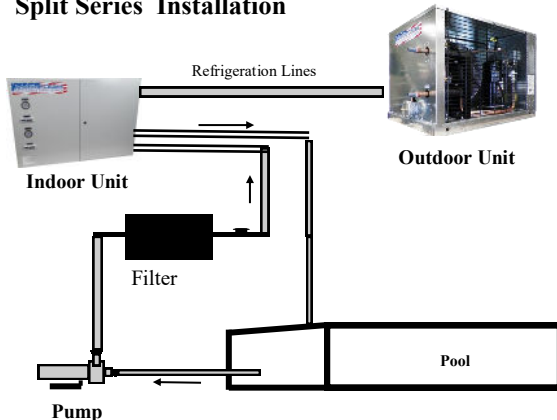 Split Series Installation
Refrigeration Lines
Outdoor Unit
Indoor Unit
Filter
Pool
Pump